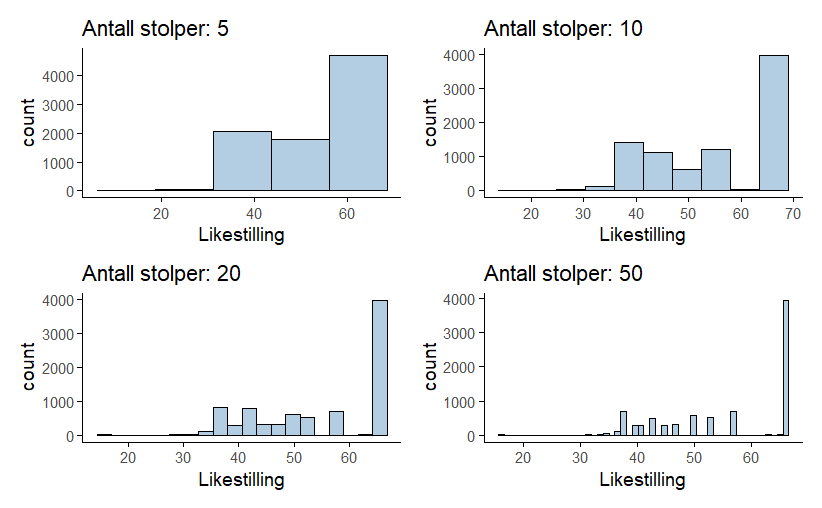 Antall stolper: 5
count
4000
3000
2000
1000
0
20 40 60
Likestilling
Antall stolper: 10
count
4000
3000
2000
1000
0
20 30 40 50 60 70
Likestilling
Antall stolper: 20
count
4000
3000
2000
1000
0
20 30 40 50 60
Likestilling
Antall stolper: 50
count
4000
3000
2000
1000
0
20 30 40 50 60
Likestilling